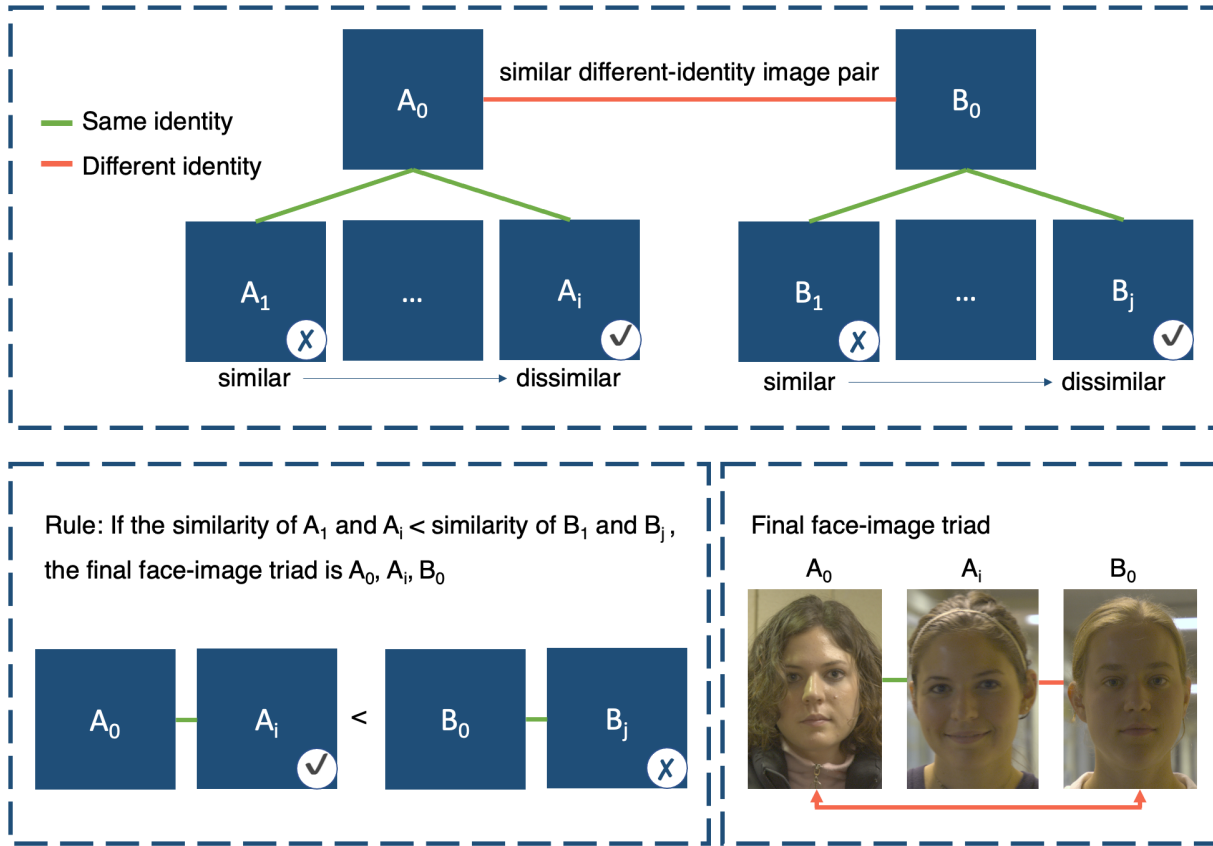 A₀
similar different-identity image pair
B₀
Same identity
Different identity
A₁
...
Aᵢ
B₁
...
Bⱼ
similar
dissimilar
similar
dissimilar
Rule: If the similarity of A₁ and Aᵢ < similarity of B₁ and Bⱼ,
the final face-image triad is A₀, Aᵢ, B₀
A₀
Aᵢ
<
B₀
Bⱼ
Final face-image triad
A₀
Aᵢ
B₀